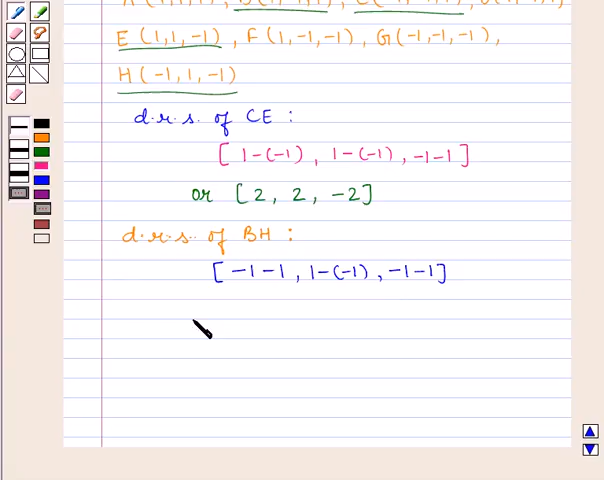 E (1,1,-1), F(1,-1,-1), G(-1,-1,-1),
H(-1,1,-1)
d.r.s. of CE:
[1-(-1), 1-(-1), -1-1]
or [2, 2, -2]
d.r.s. of BH:
[-1-1, 1-(-1), -1-1]